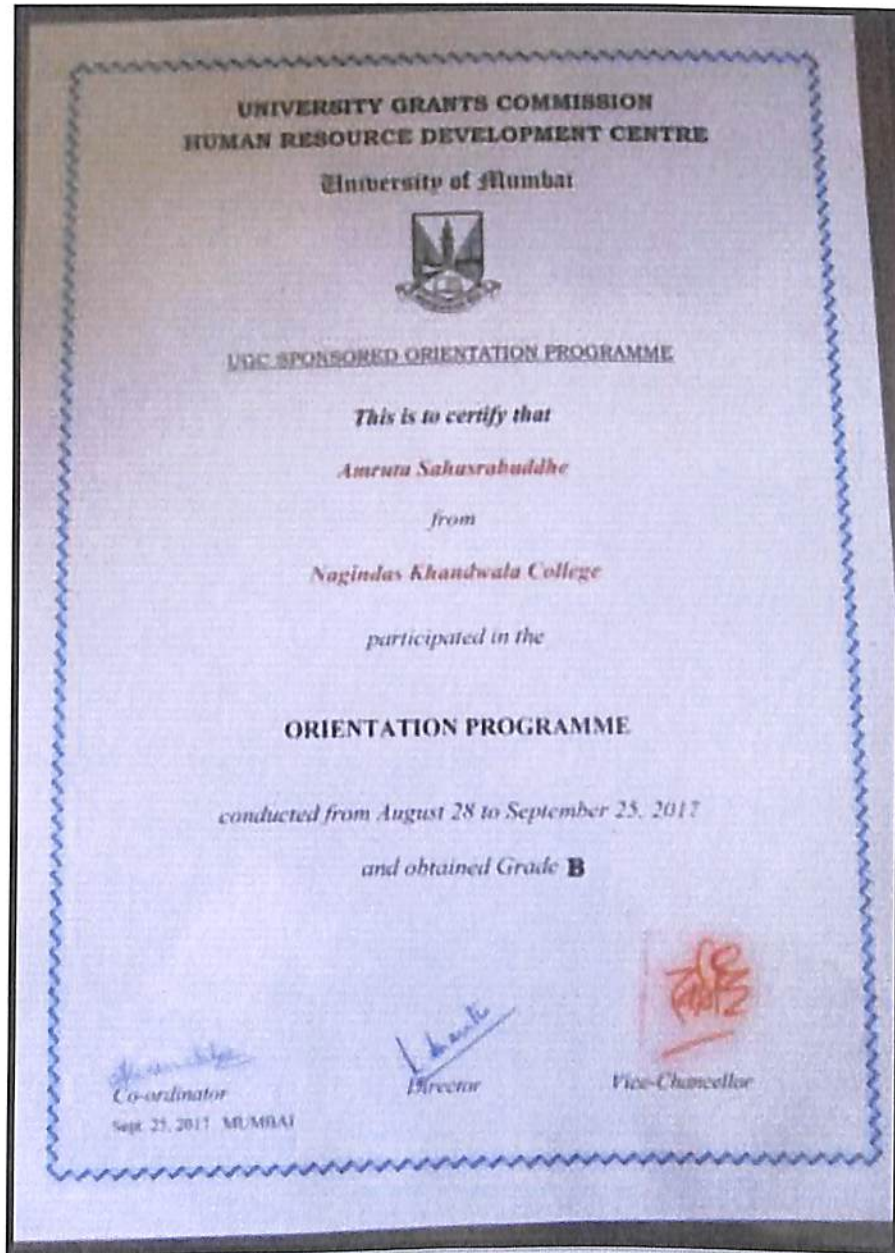 UNIVERSITY GRANTS COMMISSION
HUMAN RESOURCE DEVELOPMENT CENTRE
University of Mumbai
UGC SPONSORED ORIENTATION PROGRAMME
This is to certify that
Amruta Sahasrabuddhe
from
Nagindas Khandwala College
participated in the
ORIENTATION PROGRAMME
conducted from August 28 to September 25, 2017
and obtained Grade B
Co-ordinator
Director
Vice-Chancellor
Sept. 25, 2017 MUMBAI